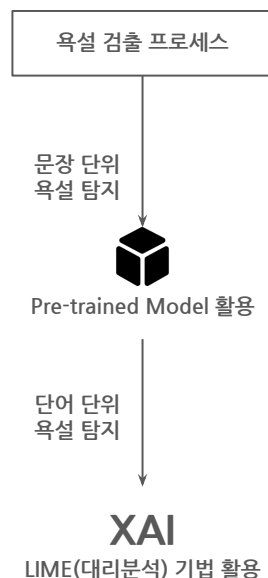 욕설 검출 프로세스
문장 단위
욕설 탐지
Pre-trained Model 활용
단어 단위
욕설 탐지
XAI
LIME(대리분석) 기법 활용